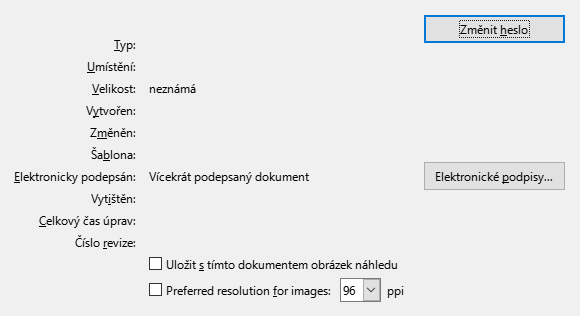 Změnit heslo
Typ:
Umístění:
Velikost: neznámá
Vytvořen:
Změněn:
Šablona:
Elektronicky podepsán: Vícekrát podepsaný dokument Elektronické podpisy...
Vytištěn:
Celkový čas úprav:
Číslo revize:
Uložit s tímto dokumentem obrázek náhledu
Preferred resolution for images: 96 ppi